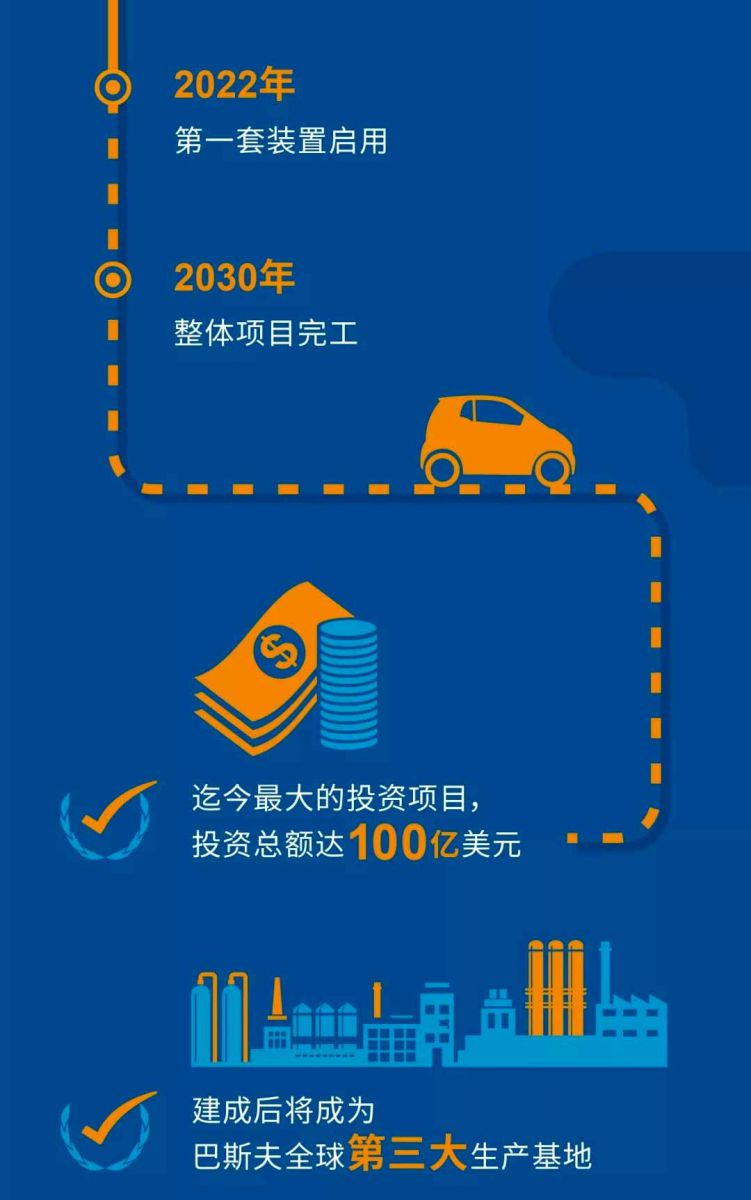 2022年
第一套装置启用
2030年
整体项目完工
$
迄今最大的投资项目，
投资总额达100亿美元
建成后将成为
巴斯夫全球第三大生产基地